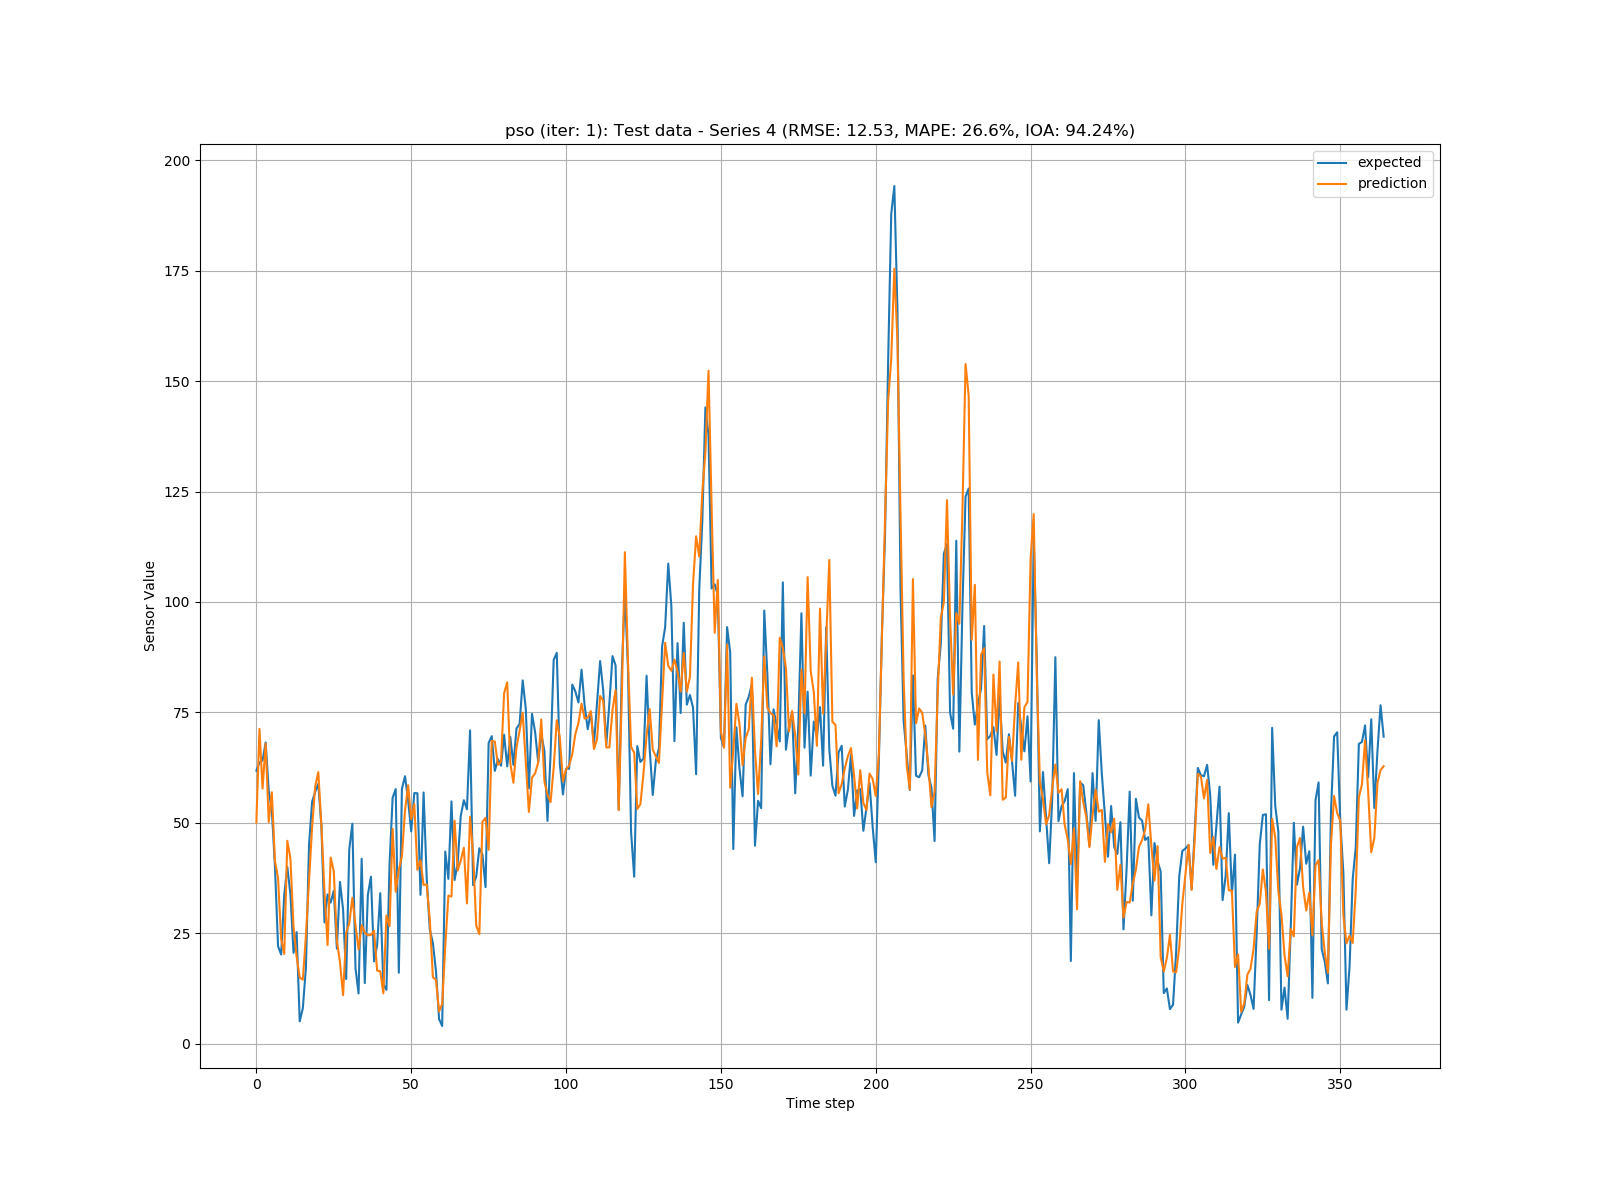 pso (iter: 1): Test data - Series 4 (RMSE: 12.53, MAPE: 26.6%, IOA: 94.24%)
expected
prediction
200
175
150
125
100
75
50
25
0
Sensor Value
0 50 100 150 200 250 300 350
Time step